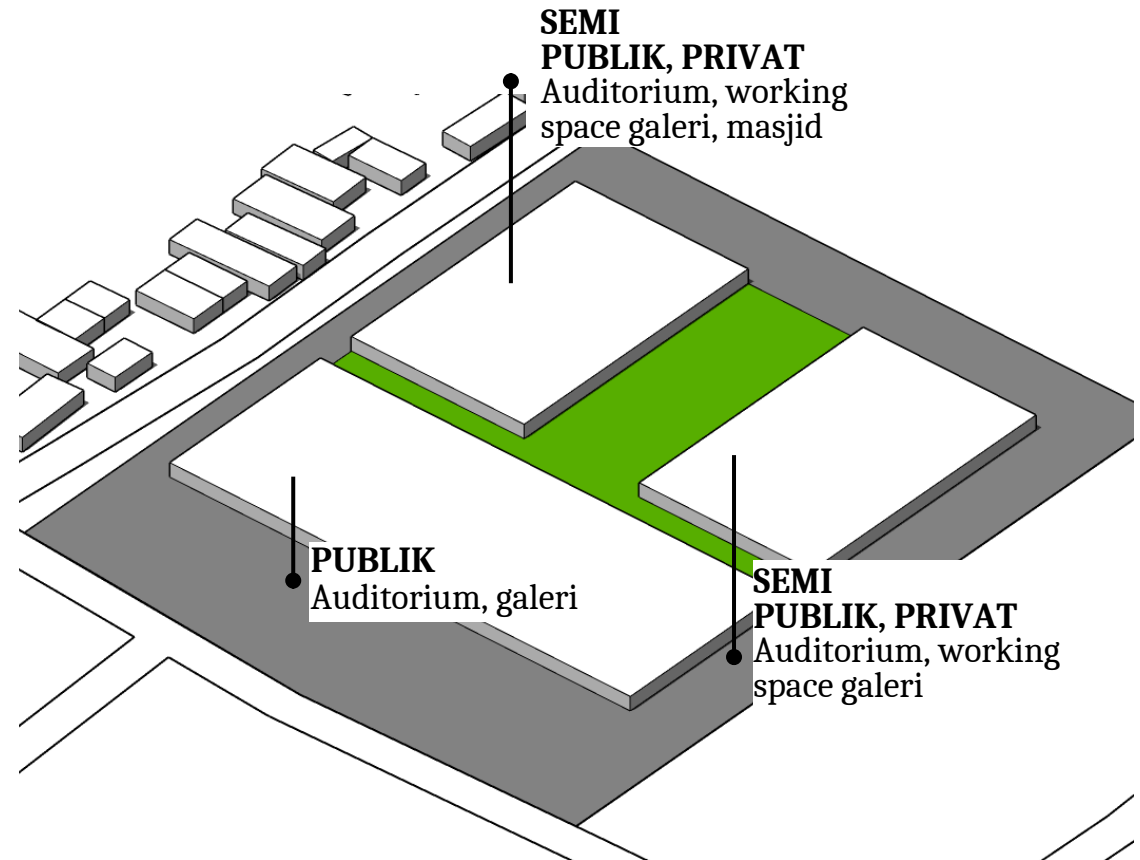 SEMI
PUBLIK, PRIVAT
Auditorium, working
space galeri, masjid
PUBLIK
Auditorium, galeri
SEMI
PUBLIK, PRIVAT
Auditorium, working
space galeri